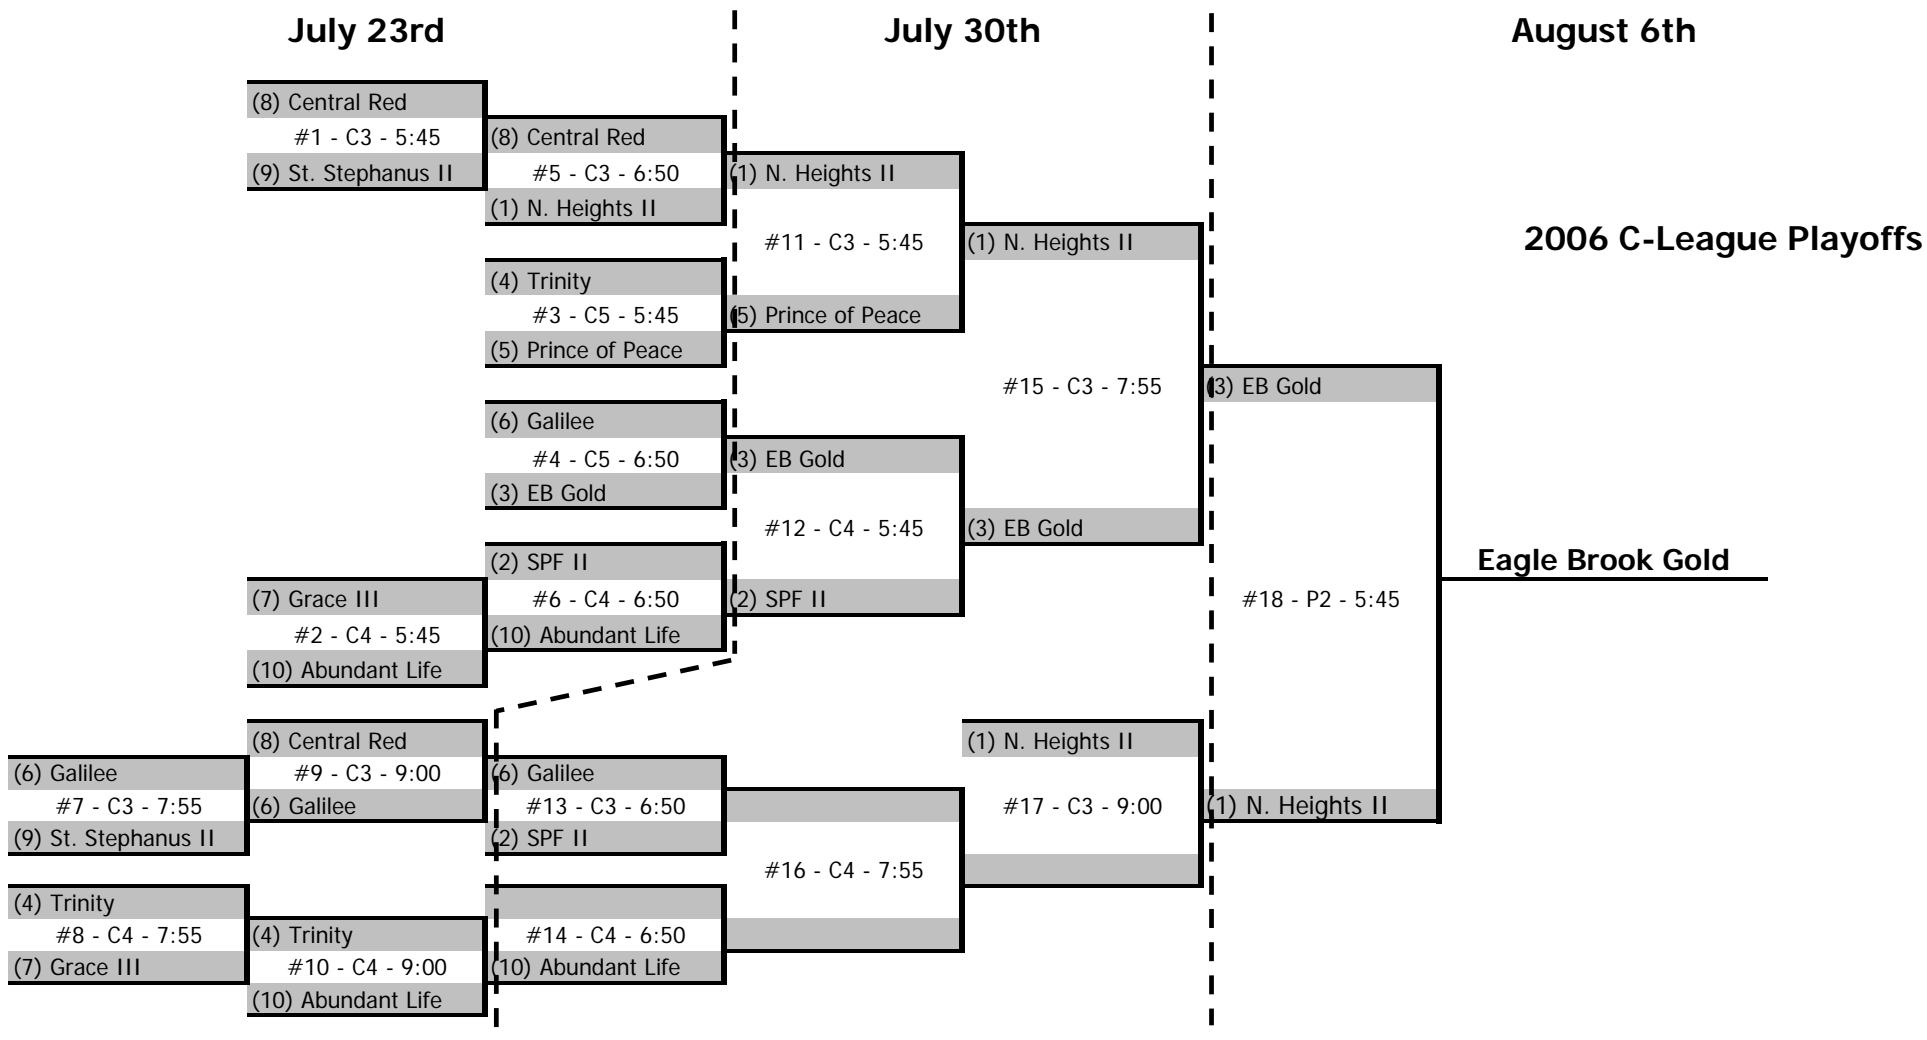 July 23rd
July 30th
August 6th
2006 C-League Playoffs
(8) Central Red
#1 - C3 - 5:45
(9) St. Stephanus II
(8) Central Red
#5 - C3 - 6:50
(1) N. Heights II
(4) Trinity
#3 - C5 - 5:45
(5) Prince of Peace
(6) Galilee
#4 - C5 - 6:50
(3) EB Gold
(7) Grace III
#2 - C4 - 5:45
(10) Abundant Life
(2) SPF II
#6 - C4 - 6:50
(10) Abundant Life
(1) N. Heights II
#11 - C3 - 5:45
(5) Prince of Peace
(3) EB Gold
#12 - C4 - 5:45
(2) SPF II
(1) N. Heights II
#15 - C3 - 7:55
(3) EB Gold
(3) EB Gold
#18 - P2 - 5:45
(1) N. Heights II
Eagle Brook Gold
(6) Galilee
#7 - C3 - 7:55
(9) St. Stephanus II
(8) Central Red
#9 - C3 - 9:00
(6) Galilee
(4) Trinity
#8 - C4 - 7:55
(7) Grace III
(4) Trinity
#10 - C4 - 9:00
(10) Abundant Life
(6) Galilee
#13 - C3 - 6:50
(2) SPF II
#14 - C4 - 6:50
(10) Abundant Life
#16 - C4 - 7:55
(1) N. Heights II
#17 - C3 - 9:00